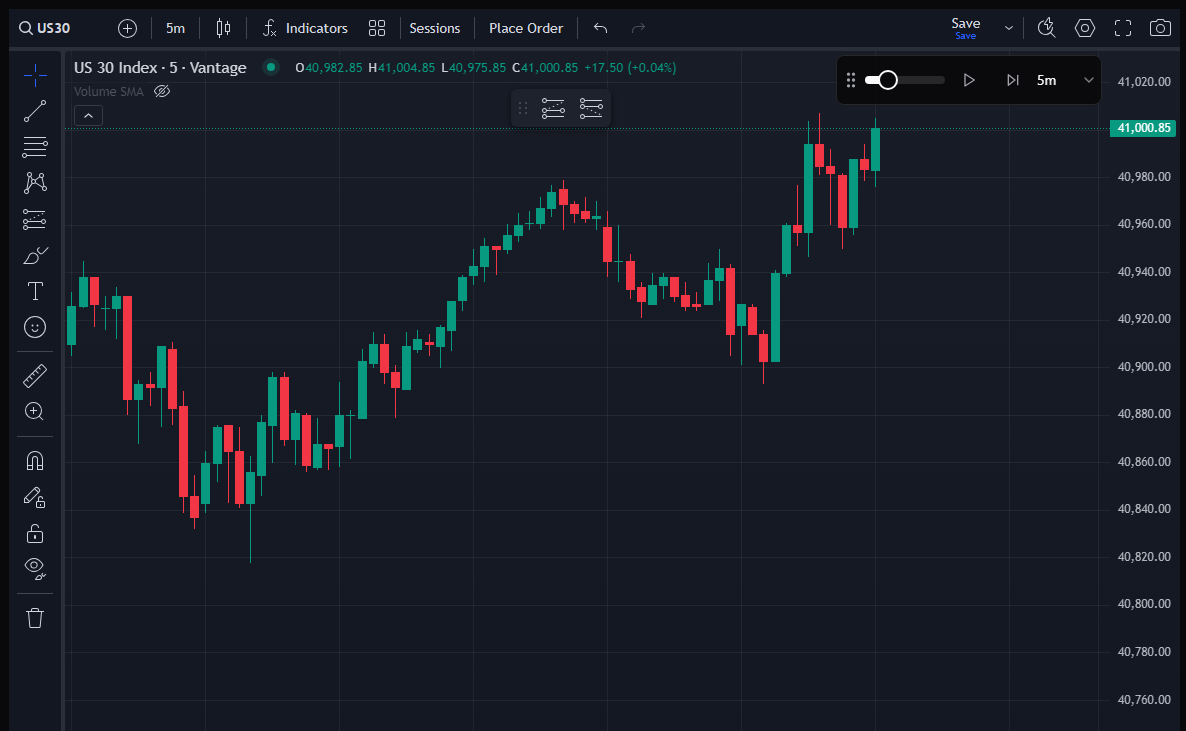 US30 5m Indicators Sessions Place Order Save
Save
US 30 Index · 5 · Vantage O40,982.85 H41,004.85 L40,975.85 C41,000.85 +17.50 (+0.04%)
Volume SMA
5m
41,020.00
41,000.85
40,980.00
40,960.00
40,940.00
40,920.00
40,900.00
40,880.00
40,860.00
40,840.00
40,820.00
40,800.00
40,780.00
40,760.00